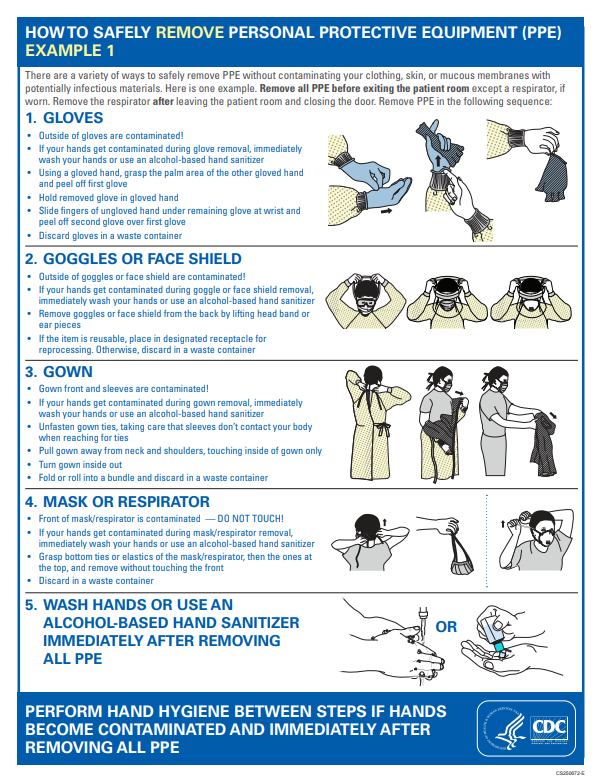 HOW TO SAFELY REMOVE PERSONAL PROTECTIVE EQUIPMENT (PPE)
EXAMPLE 1
There are a variety of ways to safely remove PPE without contaminating your clothing, skin, or mucous membranes with
potentially infectious materials. Here is one example. Remove all PPE before exiting the patient room except a respirator, if
worn. Remove the respirator after leaving the patient room and closing the door. Remove PPE in the following sequence:
1. GLOVES
• Outside of gloves are contaminated!
• If your hands get contaminated during glove removal, immediately
wash your hands or use an alcohol-based hand sanitizer
• Using a gloved hand, grasp the palm area of the other gloved hand
and peel off first glove
• Hold removed glove in gloved hand
• Slide fingers of ungloved hand under remaining glove at wrist and
peel off second glove over first glove
• Discard gloves in a waste container
2. GOGGLES OR FACE SHIELD
• Outside of goggles or face shield are contaminated!
• If your hands get contaminated during goggle or face shield removal,
immediately wash your hands or use an alcohol-based hand sanitizer
• Remove goggles or face shield from the back by lifting head band or
ear pieces
• If the item is reusable, place in designated receptacle for
reprocessing. Otherwise, discard in a waste container
3. GOWN
• Gown front and sleeves are contaminated!
• If your hands get contaminated during gown removal, immediately
wash your hands or use an alcohol-based hand sanitizer
• Unfasten gown ties, taking care that sleeves don't contact your body
when reaching for ties
• Pull gown away from neck and shoulders, touching inside of gown only
• Turn gown inside out
• Fold or roll into a bundle and discard in a waste container
4. MASK OR RESPIRATOR
• Front of mask/respirator is contaminated — DO NOT TOUCH!
• If your hands get contaminated during mask/respirator removal,
immediately wash your hands or use an alcohol-based hand sanitizer
• Grasp bottom ties or elastics of the mask/respirator, then the ones at
the top, and remove without touching the front
• Discard in a waste container
5. WASH HANDS OR USE AN
ALCOHOL-BASED HAND SANITIZER
IMMEDIATELY AFTER REMOVING
ALL PPE
OR
PERFORM HAND HYGIENE BETWEEN STEPS IF HANDS
BECOME CONTAMINATED AND IMMEDIATELY AFTER
REMOVING ALL PPE
CDC
CS250672-E